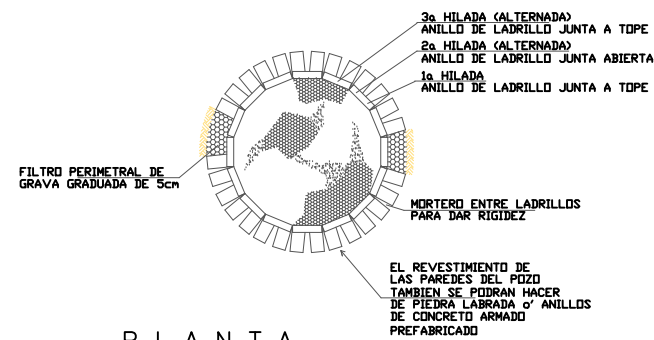 3a HILADA (ALTERNADA)
ANILLO DE LADRILLO JUNTA A TOPE
2a HILADA (ALTERNADA)
ANILLO DE LADRILLO JUNTA ABIERTA
1a HILADA
ANILLO DE LADRILLO JUNTA A TOPE
FILTRO PERIMETRAL DE
GRAVA GRADUADA DE 5cm
MORTERO ENTRE LADRILLOS
PARA DAR RIGIDEZ
EL REVESTIMIENTO DE
LAS PAREDES DEL POZO
TAMBIEN SE PODRAN HACER
DE PIEDRA LABRADA o' ANILLOS
DE CONCRETO ARMADO
PREFABRICADO
PLANTA